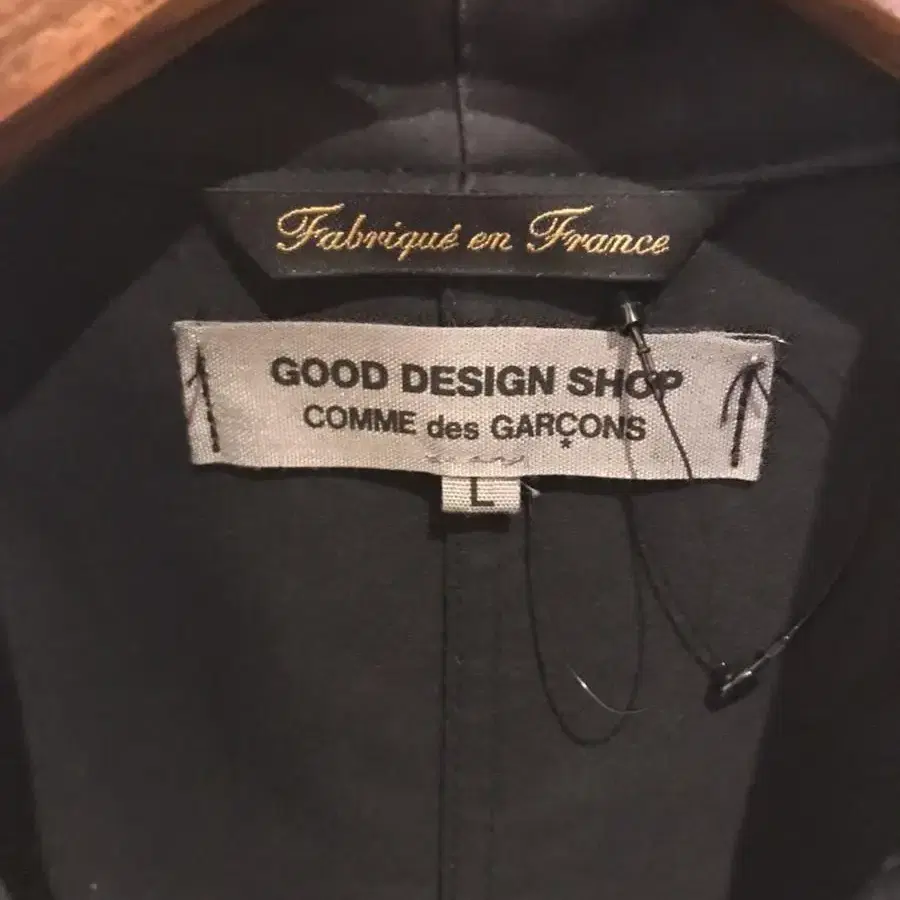 Fabriqué en France
GOOD DESIGN SHOP
COMME des GARÇONS
L